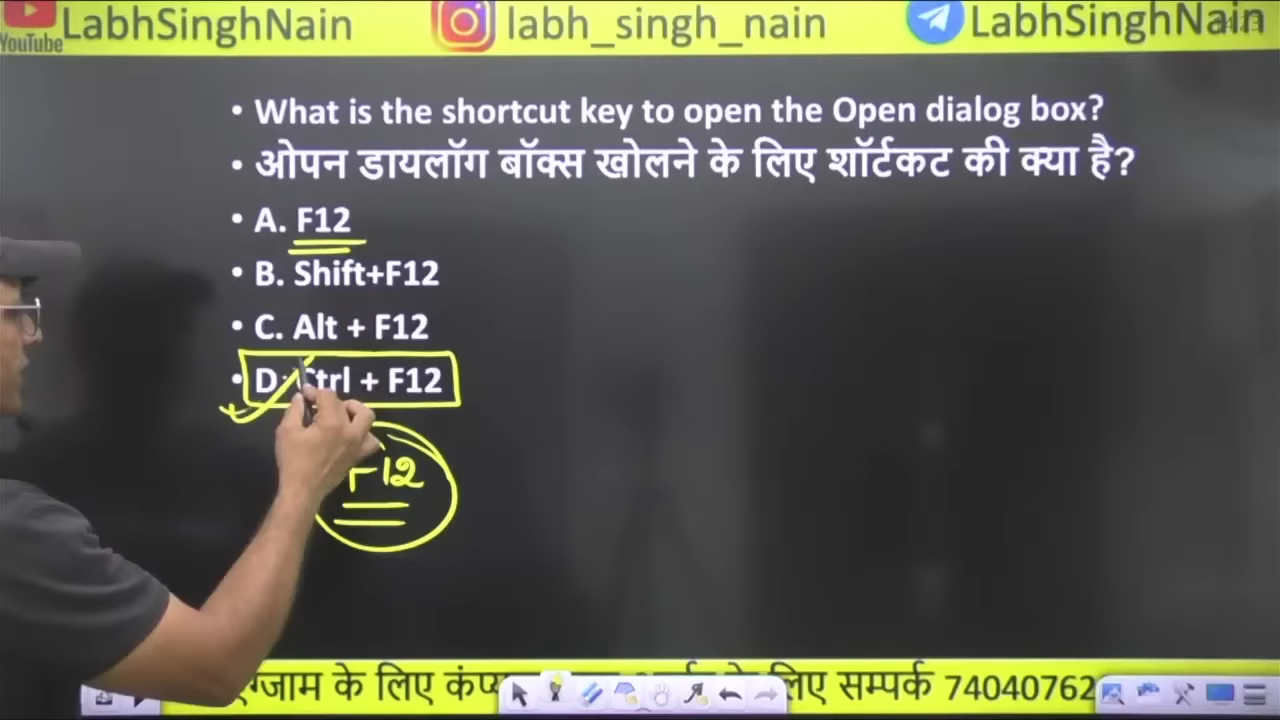 YouTube LabhSinghNain labh_singh_nain LabhSinghNain
• What is the shortcut key to open the Open dialog box?
• ओपन डायलॉग बॉक्स खोलने के लिए शॉर्टकट की क्या है?
• A. F12
• B. Shift+F12
• C. Alt + F12
• D. Ctrl + F12
F12
के लिए लिए सम्पर्क 74040762